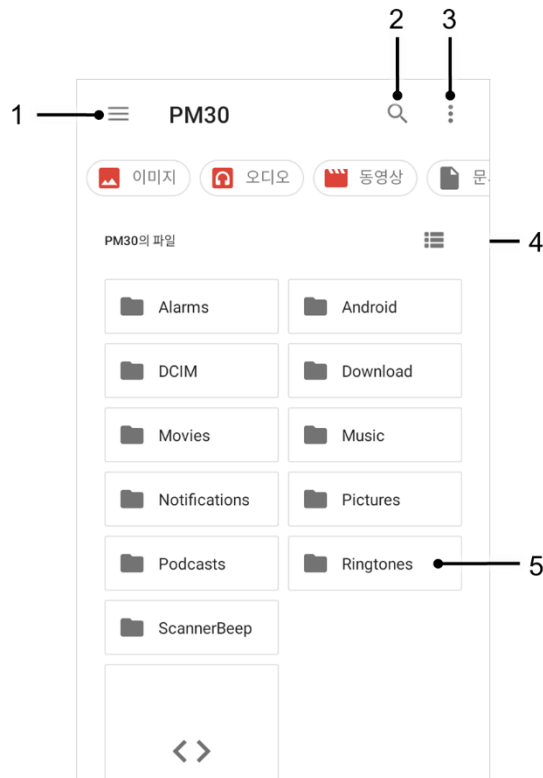 2 3
1 PM30
이미지 오디오 동영상
PM30의 파일 4
Alarms Android
DCIM Download
Movies Music
Notifications Pictures
Podcasts Ringtones 5
ScannerBeep